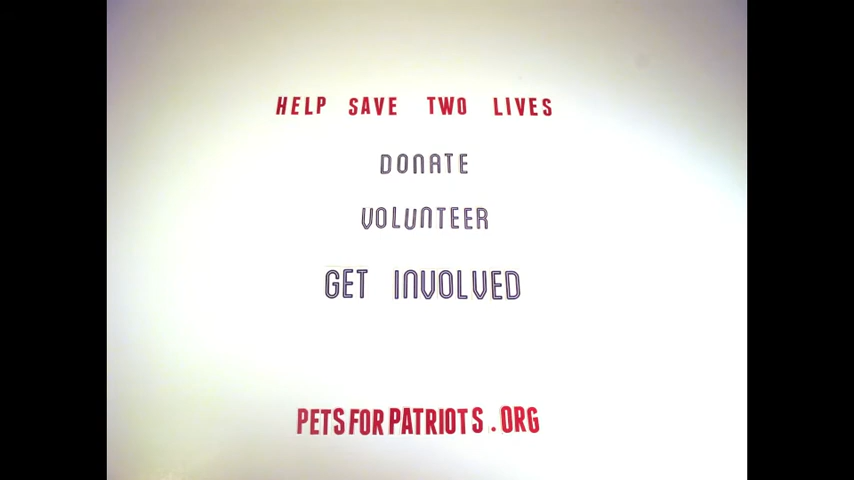 HELP SAVE TWO LIVES
DONATE
VOLUNTEER
GET INVOLVED
PETSFORPATRIOTS.ORG